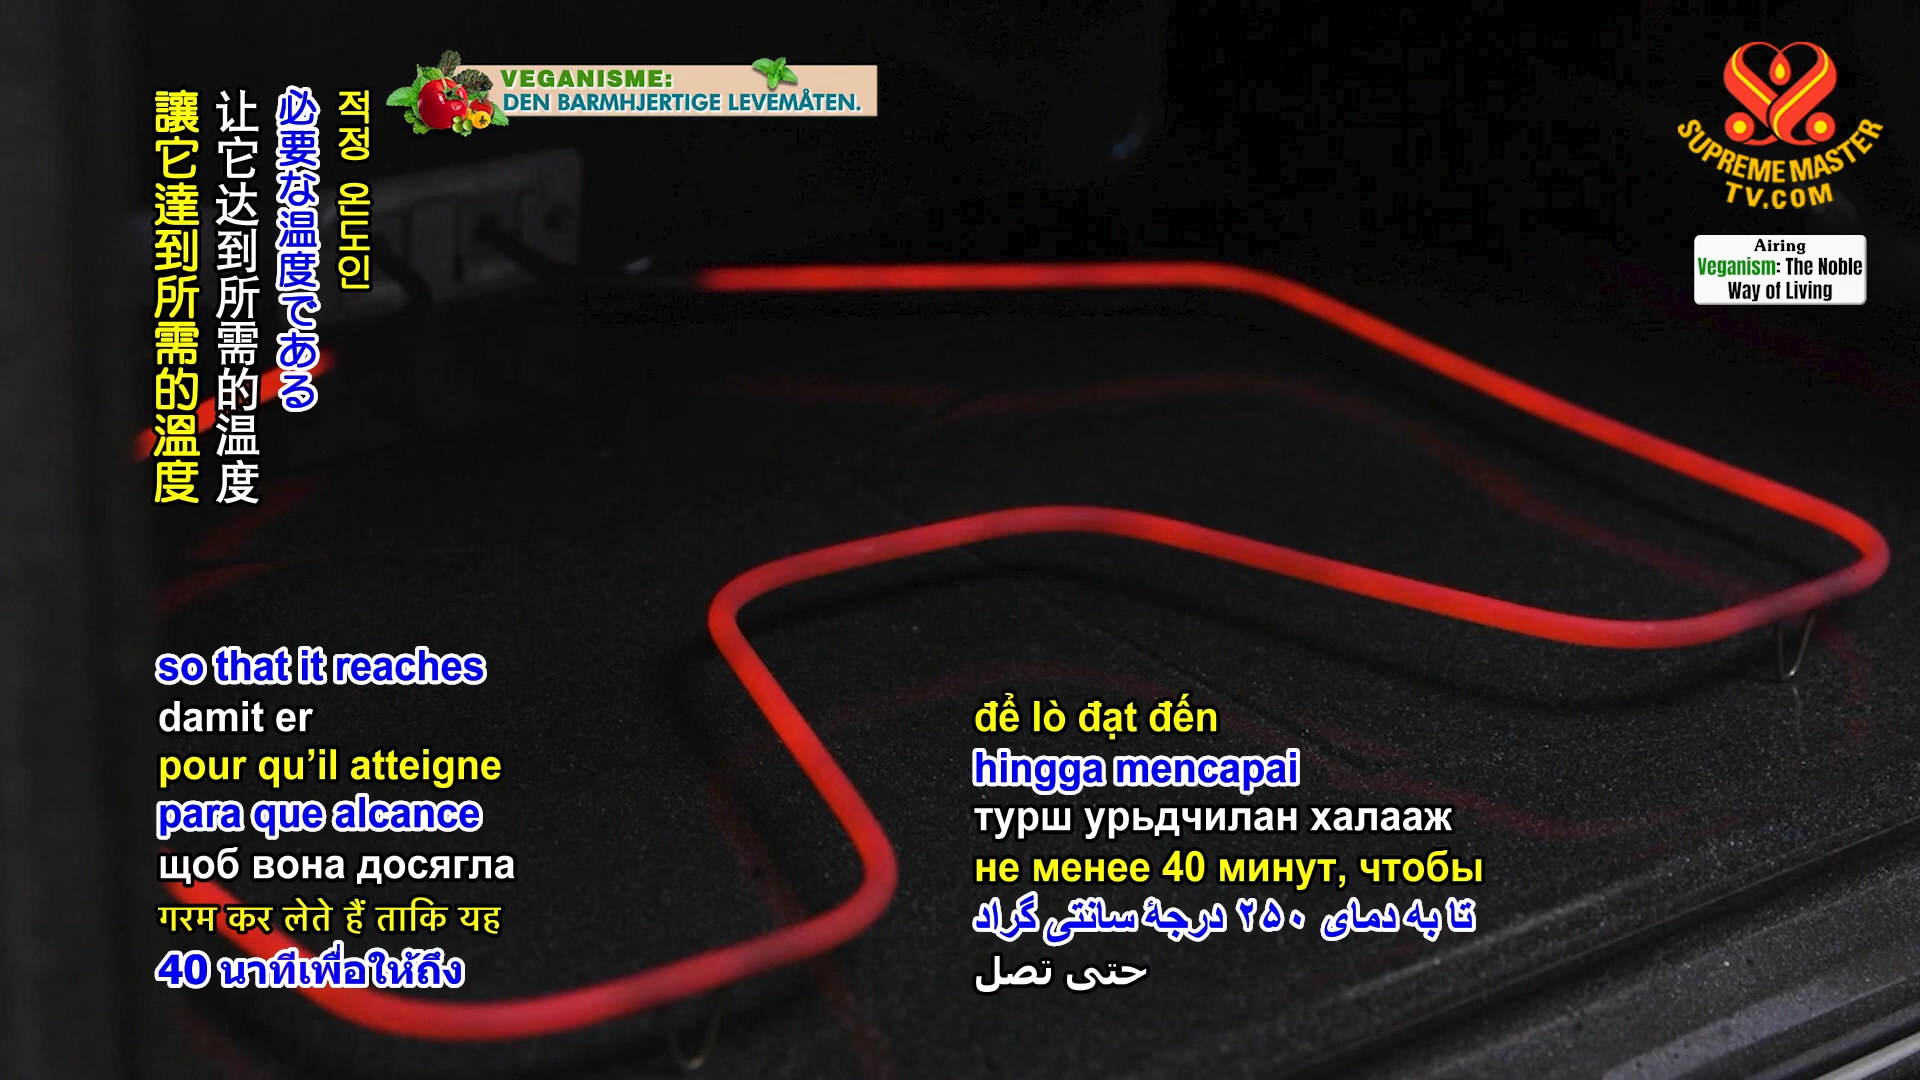 VEGANISME:
DEN BARMHJERTIGE LEVEMÅTEN.
SUPREME MASTER
TV.COM
Airing
Veganism: The Noble
Way of Living
적정 온도인
必要な温度である
让它达到所需的温度
讓它達到所需的溫度
so that it reaches
damit er
pour qu’il atteigne
para que alcance
щоб вона досягла
गरम कर लेते हैं ताकि यह
40 นาทีเพื่อให้ถึง
để lò đạt đến
hingga mencapai
турш урьдчилан халааж
не менее 40 минут, чтобы
تا به دمای ۲۵۰ درجهٔ سانتی گراد
حتى تصل